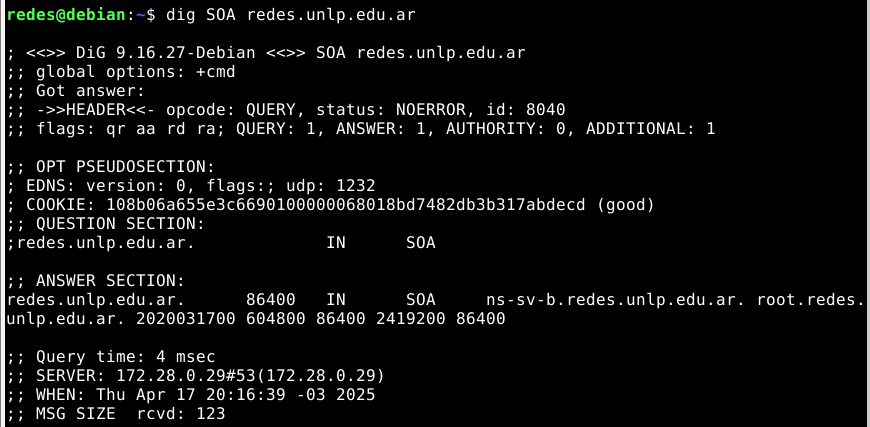 redes@debian:~$ dig SOA redes.unlp.edu.ar
; <<>> DiG 9.16.27-Debian <<>> SOA redes.unlp.edu.ar
;; global options: +cmd
;; Got answer:
;; ->>HEADER<<- opcode: QUERY, status: NOERROR, id: 8040
;; flags: qr aa rd ra; QUERY: 1, ANSWER: 1, AUTHORITY: 0, ADDITIONAL: 1
;; OPT PSEUDOSECTION:
; EDNS: version: 0, flags:; udp: 1232
; COOKIE: 108b06a655e3c6690100000068018bd7482db3b317abdecd (good)
;; QUESTION SECTION:
;redes.unlp.edu.ar. IN SOA
;; ANSWER SECTION:
redes.unlp.edu.ar. 86400 IN SOA ns-sv-b.redes.unlp.edu.ar. root.redes.
unlp.edu.ar. 2020031700 604800 86400 2419200 86400
;; Query time: 4 msec
;; SERVER: 172.28.0.29#53(172.28.0.29)
;; WHEN: Thu Apr 17 20:16:39 -03 2025
;; MSG SIZE  rcvd: 123